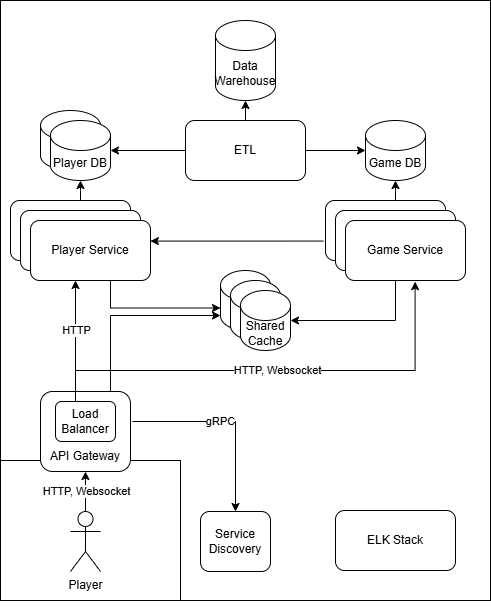 Data
Warehouse
ETL
Player DB
Game DB
Player Service
Game Service
Shared
Cache
HTTP
HTTP, Websocket
Load
Balancer
API Gateway
gRPC
HTTP, Websocket
Service
Discovery
ELK Stack
Player